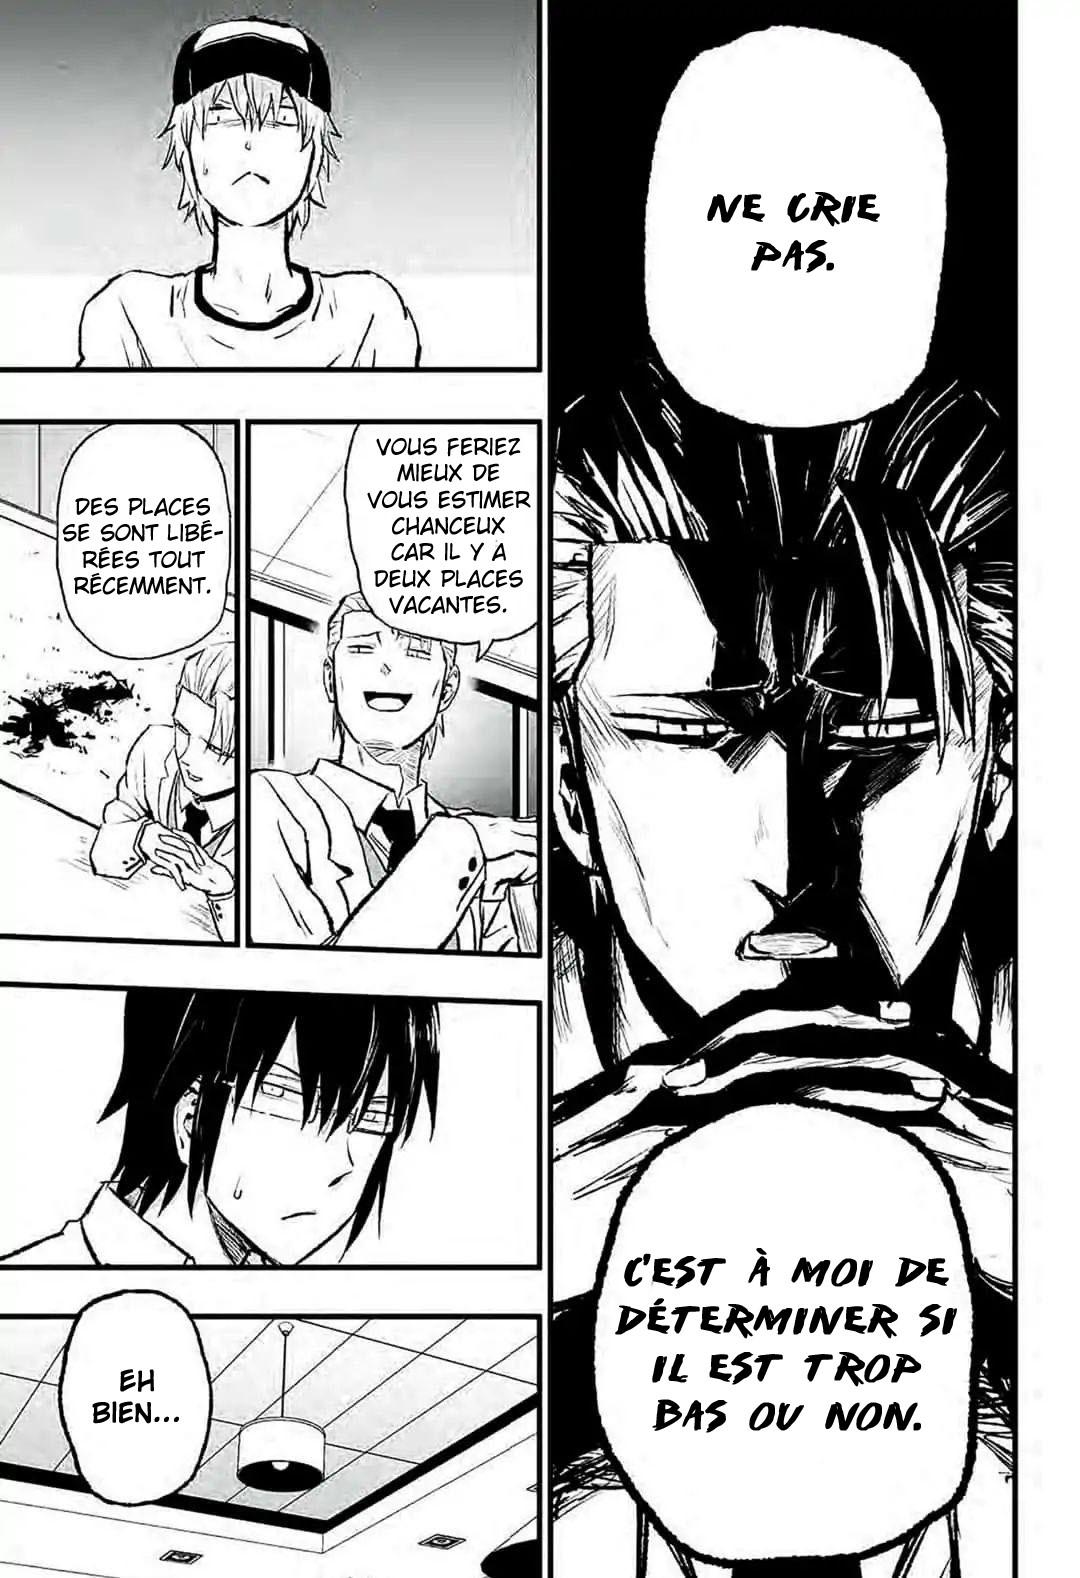 NE CRIE
PAS.
C'EST À MOI DE
DÉTERMINER SI
IL EST TROP
BAS OU NON.
VOUS FERIEZ
MIEUX DE
VOUS ESTIMER
CHANCEUX
CAR IL Y A
DEUX PLACES
VACANTES.
DES PLACES
SE SONT LIBÉ-
RÉES TOUT
RÉCEMMENT.
EH
BIEN...